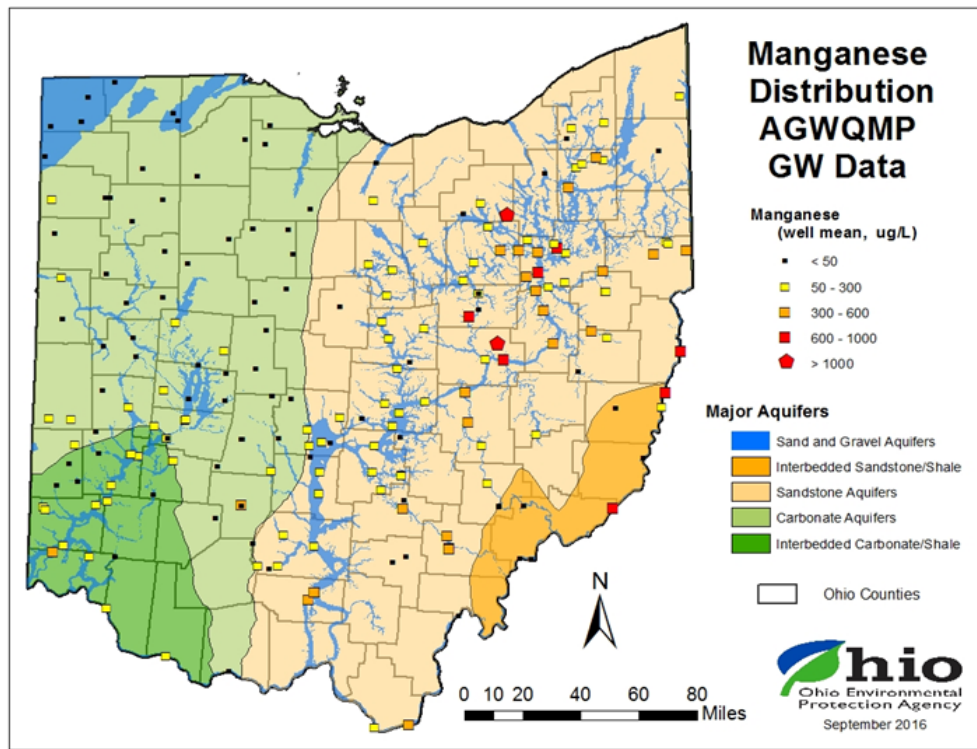 Manganese
Distribution
AGWQMP
GW Data
Manganese
(well mean, ug/L)
< 50
50 - 300
300 - 600
600 - 1000
> 1000
Major Aquifers
Sand and Gravel Aquifers
Interbedded Sandstone/Shale
Sandstone Aquifers
Carbonate Aquifers
Interbedded Carbonate/Shale
Ohio Counties
N
0 10 20 40 60 80
Miles
Ohio
Ohio Environmental
Protection Agency
September 2016